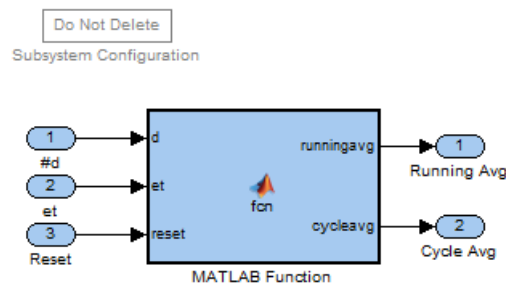 Do Not Delete
Subsystem Configuration
1
#d
2
et
3
Reset
d
et
reset
fcn
runningavg
cycleavg
MATLAB Function
1
Running Avg
2
Cycle Avg